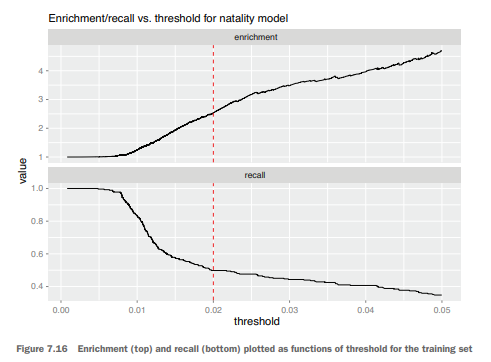 Enrichment/recall vs. threshold for natality model
enrichment
4
3
2
1
value
recall
1.0
0.8
0.6
0.4
0.00 0.01 0.02 0.03 0.04 0.05
threshold
Figure 7.16 Enrichment (top) and recall (bottom) plotted as functions of threshold for the training set